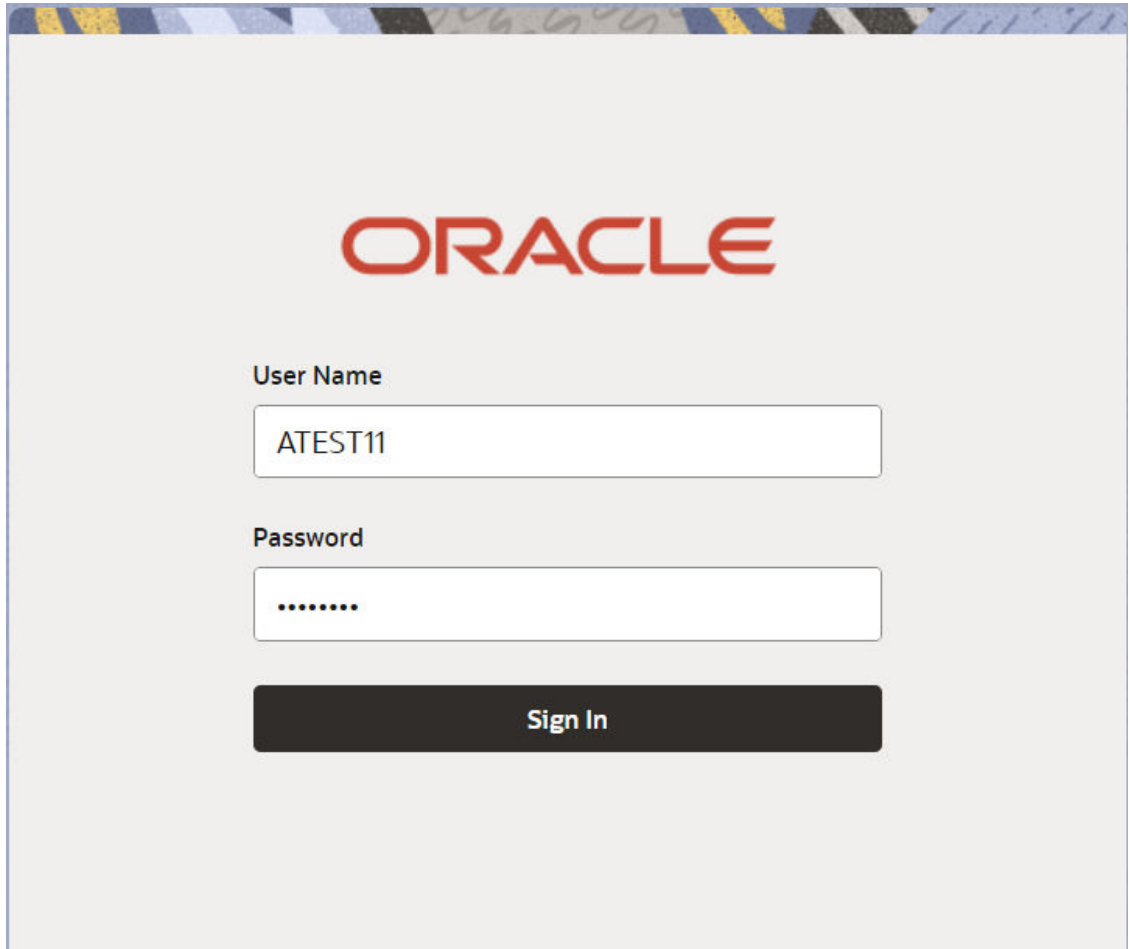 ORACLE
User Name
ATEST11
Password
••••••••
Sign In